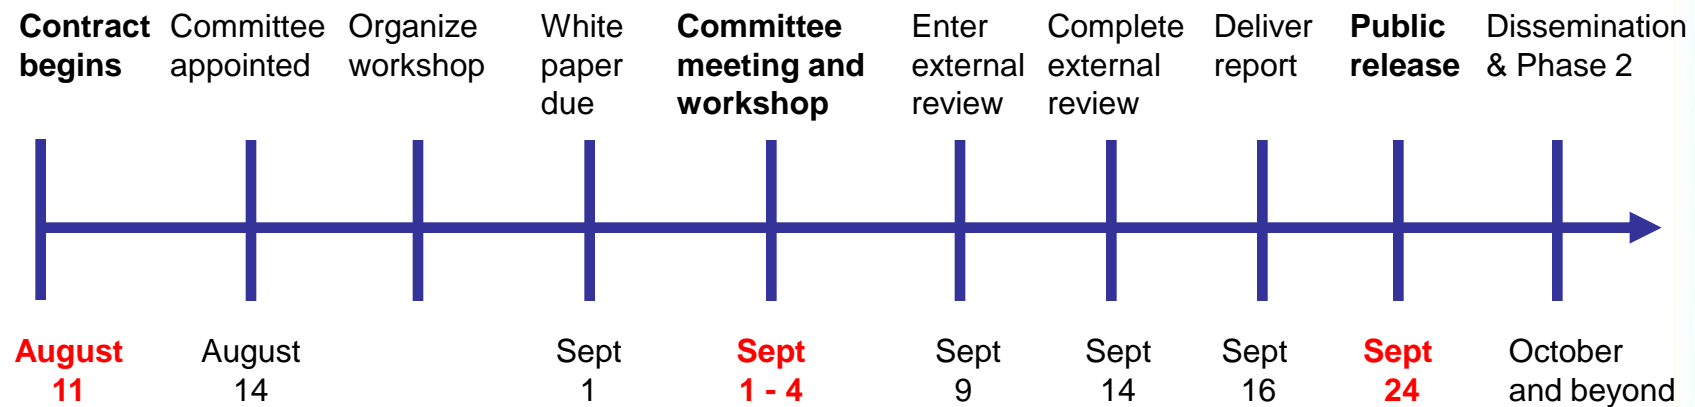 Contract begins
Committee appointed
Organize workshop
White paper due
Committee meeting and workshop
Enter external review
Complete external review
Deliver report
Public release
Dissemination & Phase 2
August 11
August 14
Sept 1
Sept 1 - 4
Sept 9
Sept 14
Sept 16
Sept 24
October and beyond